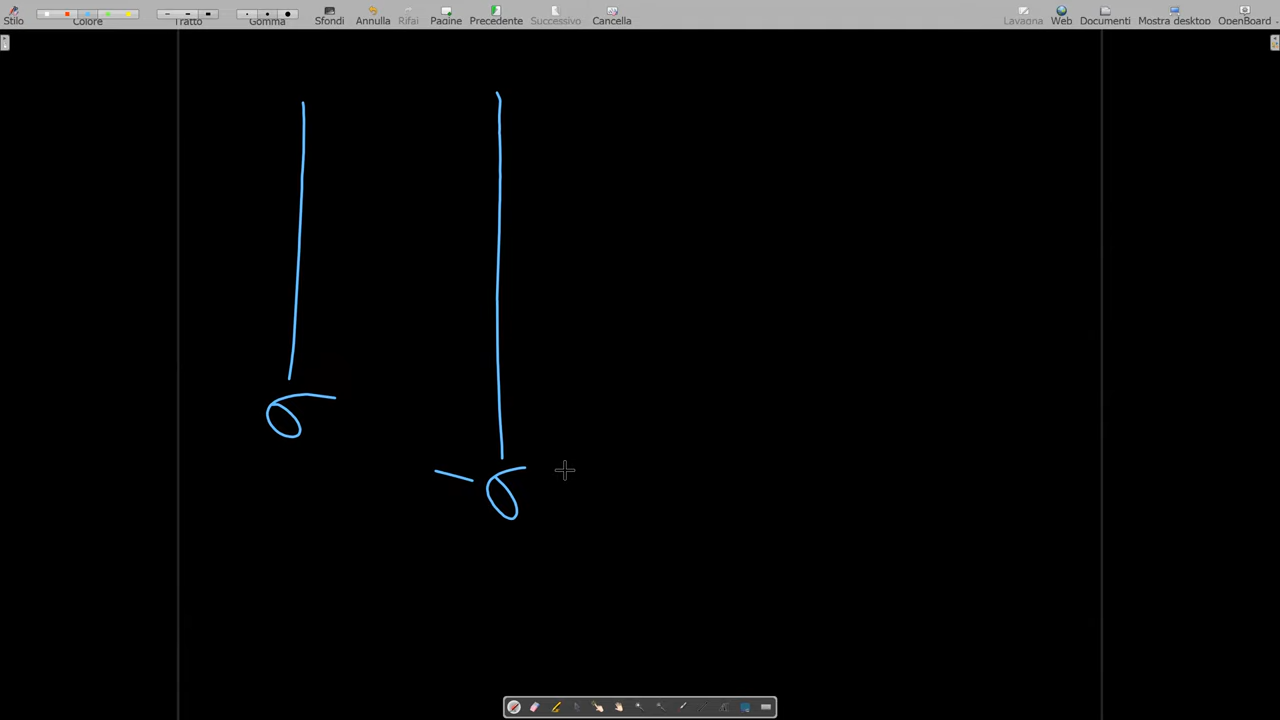 Stilo Colore Tratto Gomma Sfondi Annulla Rifai Pagine Precedente Successivo Cancella Lavagna Web Documenti Mostra desktop OpenBoard
σ
-σ